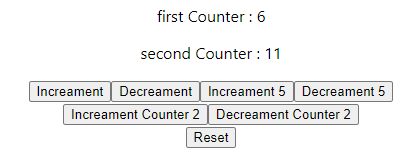 first Counter : 6
second Counter : 11
Increament Decreament Increament 5 Decreament 5
Increament Counter 2 Decreament Counter 2
Reset